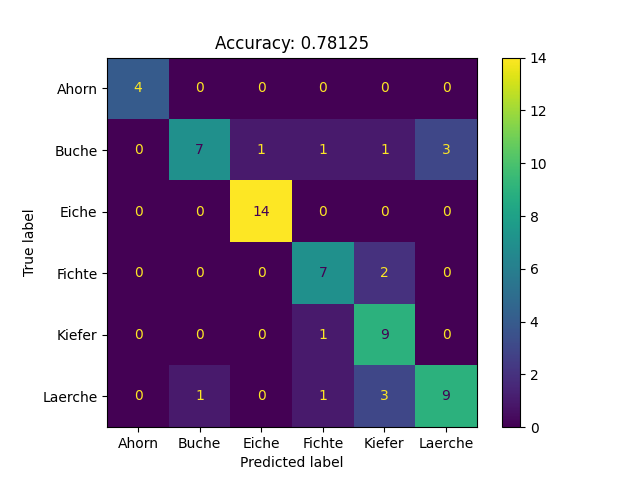 Accuracy: 0.78125
True label
Ahorn 4 0 0 0 0 0
Buche 0 7 1 1 1 3
Eiche 0 0 14 0 0 0
Fichte 0 0 0 7 2 0
Kiefer 0 0 0 1 9 0
Laerche 0 1 0 1 3 9
Ahorn Buche Eiche Fichte Kiefer Laerche
Predicted label
14
12
10
8
6
4
2
0